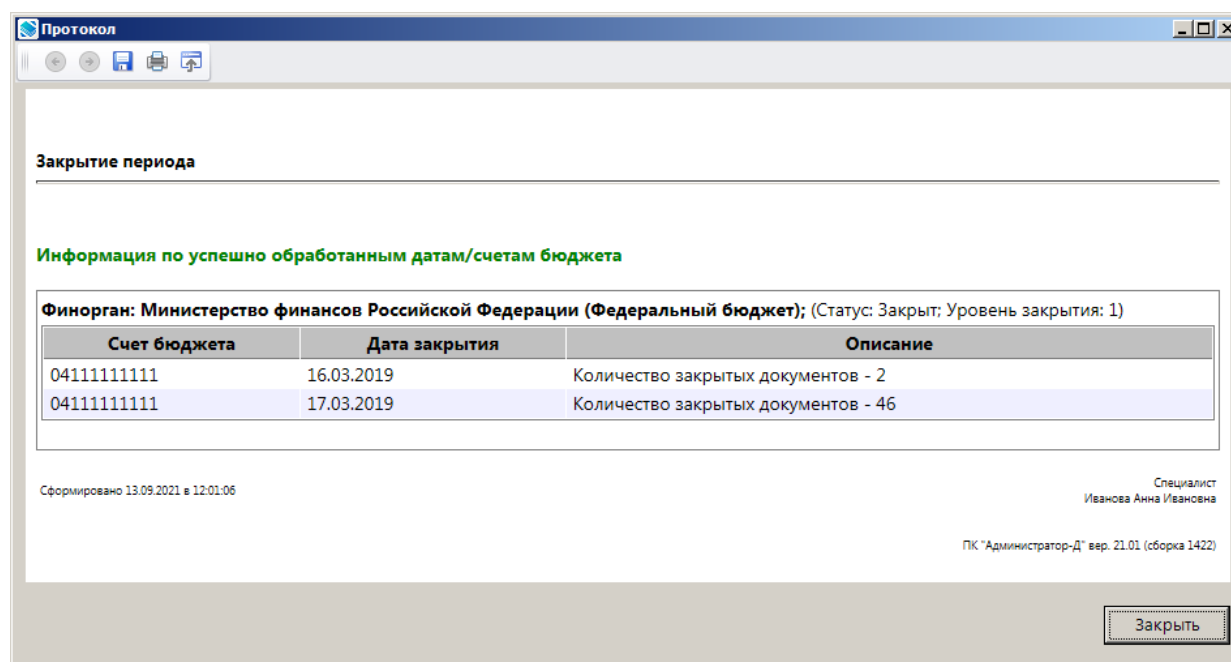 Протокол
Закрытие периода
Информация по успешно обработанным датам/счетам бюджета
Финорган: Министерство финансов Российской Федерации (Федеральный бюджет); (Статус: Закрыт; Уровень закрытия: 1)
Счет бюджета Дата закрытия Описание
04111111111 16.03.2019 Количество закрытых документов - 2
04111111111 17.03.2019 Количество закрытых документов - 46
Сформировано 13.09.2021 в 12:01:06
Специалист
Иванова Анна Ивановна
ПК "Администратор-Д" вер. 21.01 (сборка 1422)
Закрыть